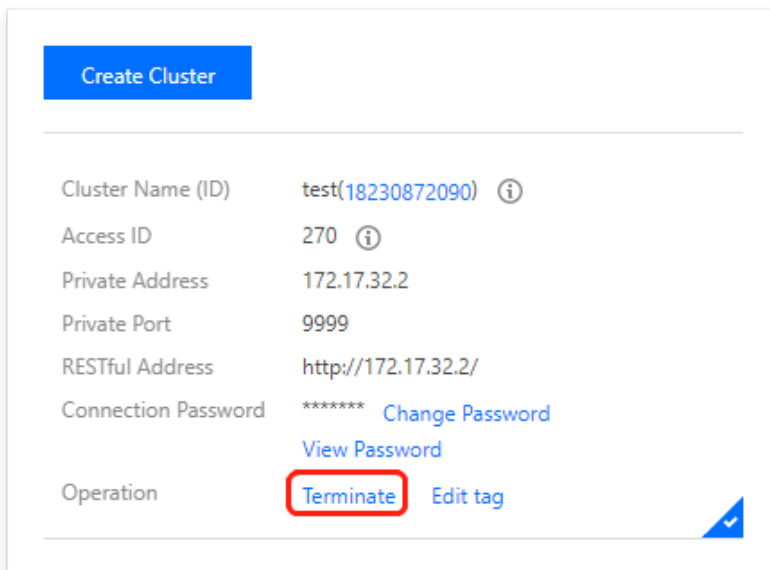 Create Cluster
Cluster Name (ID) test(18230872090)
Access ID 270
Private Address 172.17.32.2
Private Port 9999
RESTful Address http://172.17.32.2/
Connection Password ******* Change Password
View Password
Operation Terminate Edit tag